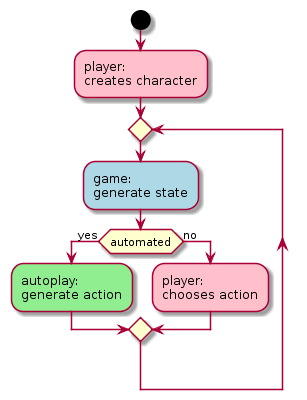 player:
creates character
game:
generate state
yes
automated
no
autoplay:
generate action
player:
chooses action